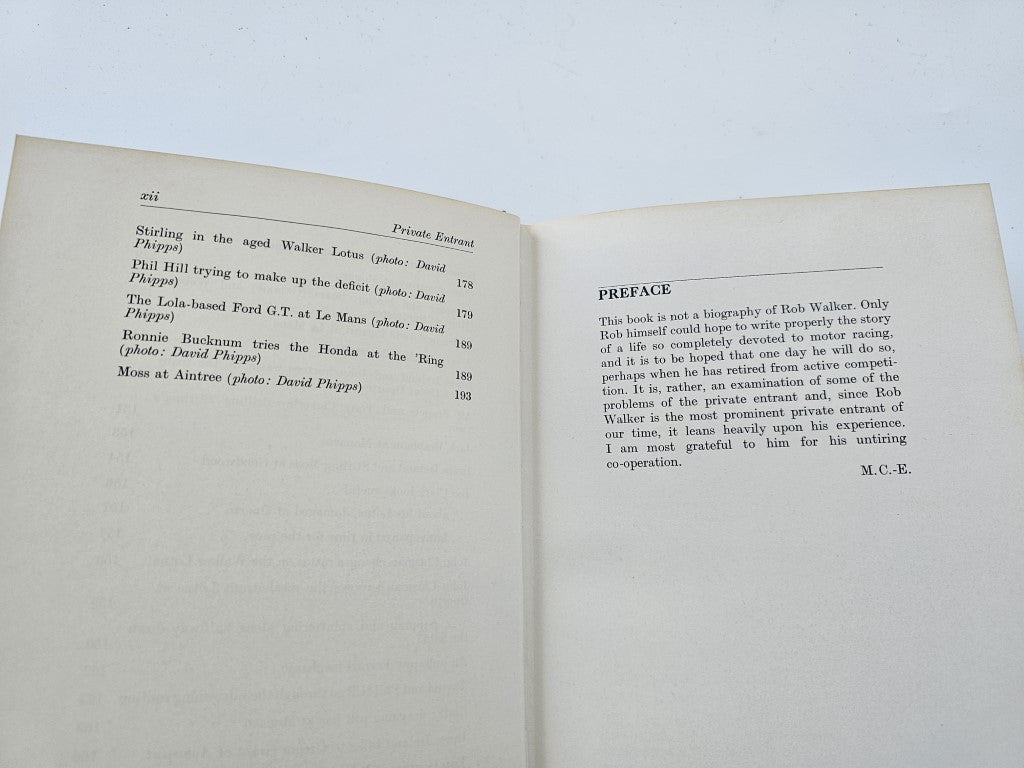 xii
Private Entrant
Stirling in the aged Walker Lotus (photo: David
Phipps) 178
Phil Hill trying to make up the deficit (photo: David
Phipps) 179
The Lola-based Ford G.T. at Le Mans (photo: David
Phipps) 189
Ronnie Bucknum tries the Honda at the 'Ring
(photo: David Phipps) 189
Moss at Aintree (photo: David Phipps) 193
PREFACE
This book is not a biography of Rob Walker. Only
Rob himself could hope to write properly the story
of a life so completely devoted to motor racing,
and it is to be hoped that one day he will do so,
perhaps when he has retired from active competi-
tion. It is, rather, an examination of some of the
problems of the private entrant and, since Rob
Walker is the most prominent private entrant of
our time, it leans heavily upon his experience.
I am most grateful to him for his untiring
co-operation.
M.C.-E.